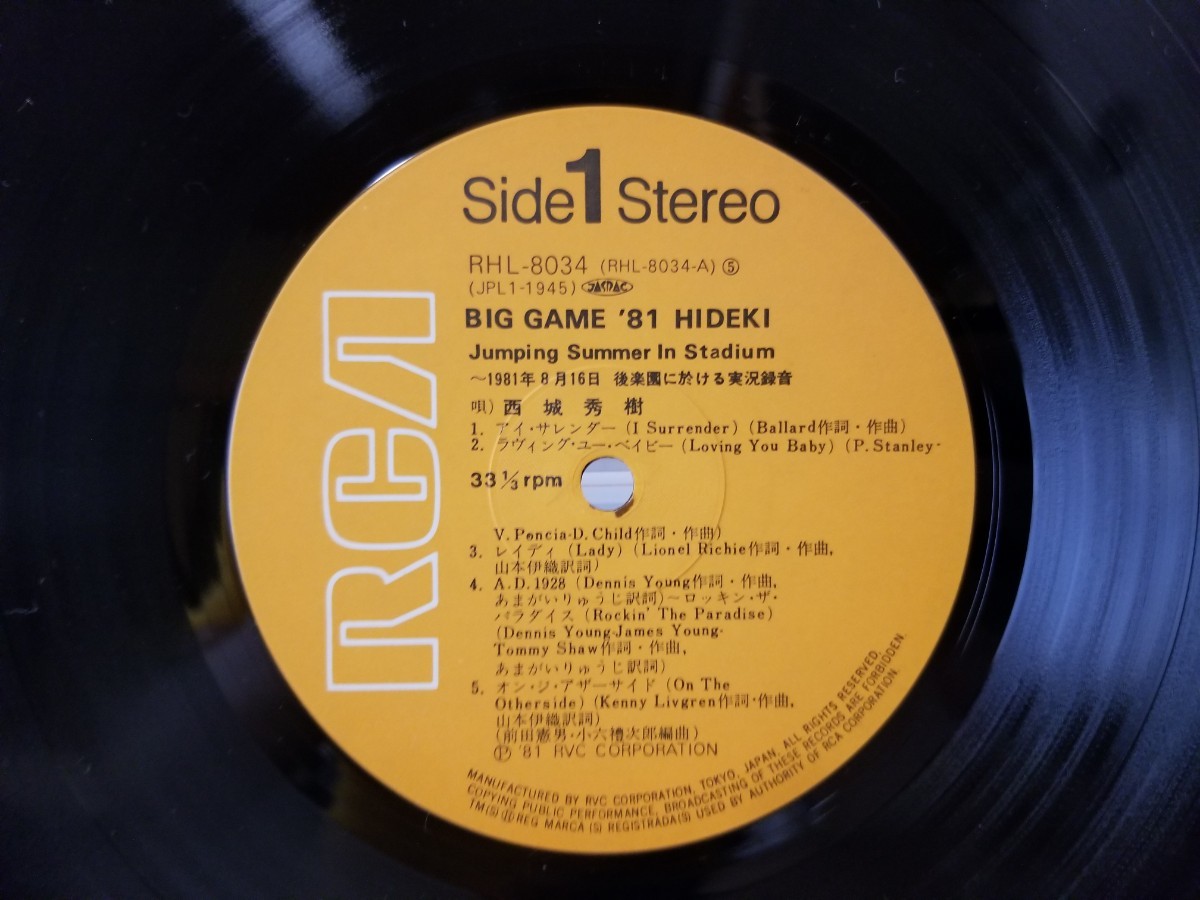 RCA
Side 1 Stereo
RHL-8034 (RHL-8034-A) ⑤
(JPL1-1945) JASRAC
BIG GAME '81 HIDEKI
Jumping Summer In Stadium
～1981年8月16日 後楽園に於ける実況録音
唄) 西城秀樹
1. アイ・サレンダー (I Surrender) (Ballard作詞・作曲)
2. ラヴィング・ユー・ベイビー (Loving You Baby) (P. Stanley-
33 1/3 rpm
V. Poncia-D. Child作詞・作曲)
3. レイディ (Lady) (Lionel Richie作詞・作曲,
山本伊織訳詞)
4. A.D. 1928 (Dennis Young作詞・作曲,
あまがいりゅうじ訳詞)～ロッキン・ザ・
パラダイス (Rockin' The Paradise)
(Dennis Young-James Young-
Tommy Shaw作詞・作曲,
あまがいりゅうじ訳詞)
5. オン・ジ・アザーサイド (On The
Otherside) (Kenny Livgren作詞・作曲,
山本伊織訳詞)
(前田憲男・小六禮次郎編曲)
Ⓟ '81 RVC CORPORATION
MANUFACTURED BY RVC CORPORATION, TOKYO, JAPAN, ALL RIGHTS RESERVED.
COPYING PUBLIC PERFORMANCE, BROADCASTING OF THESE RECORDS ARE FORBIDDEN.
TM(S) Ⓡ REG MARCA (S) REGISTRADA(S) USED BY AUTHORITY OF RCA CORPORATION.